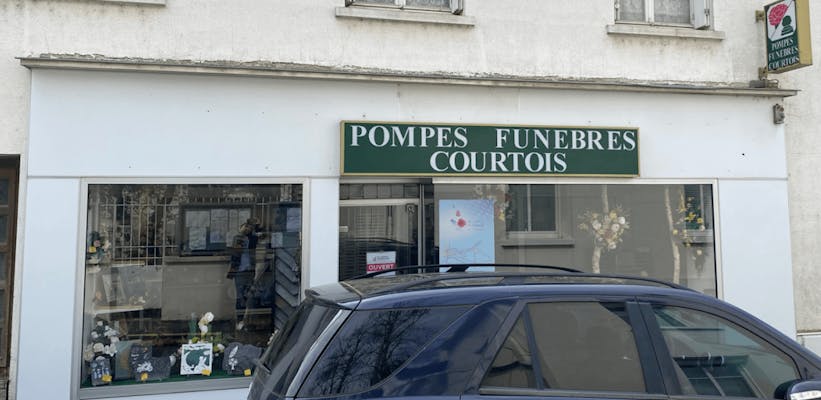 POMPES
FUNEBRES
COURTOIS
POMPES FUNEBRES
COURTOIS
OUVERT